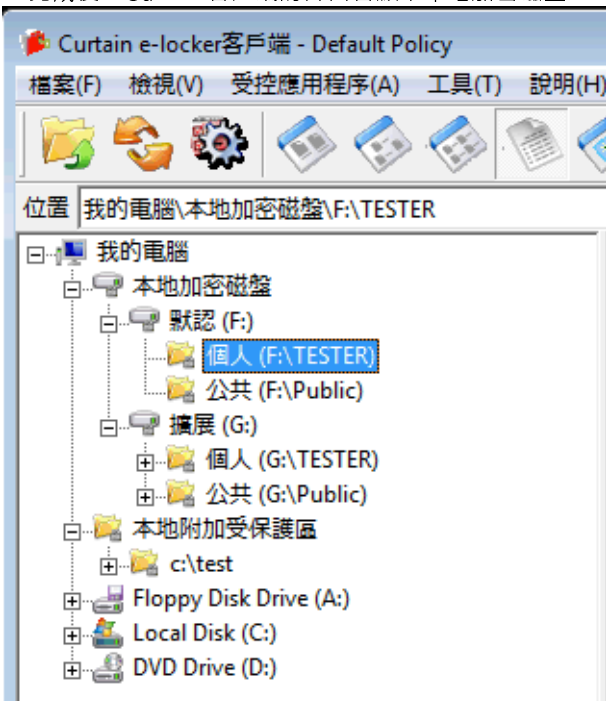 Curtain e-locker客戶端 - Default Policy
檔案(F) 檢視(V) 受控應用程序(A) 工具(T) 說明(H)
位置 我的電腦\本地加密磁盤\F:\TESTER
我的電腦
本地加密磁盤
默認 (F:)
個人 (F:\TESTER)
公共 (F:\Public)
擴展 (G:)
個人 (G:\TESTER)
公共 (G:\Public)
本地附加受保護區
c:\test
Floppy Disk Drive (A:)
Local Disk (C:)
DVD Drive (D:)